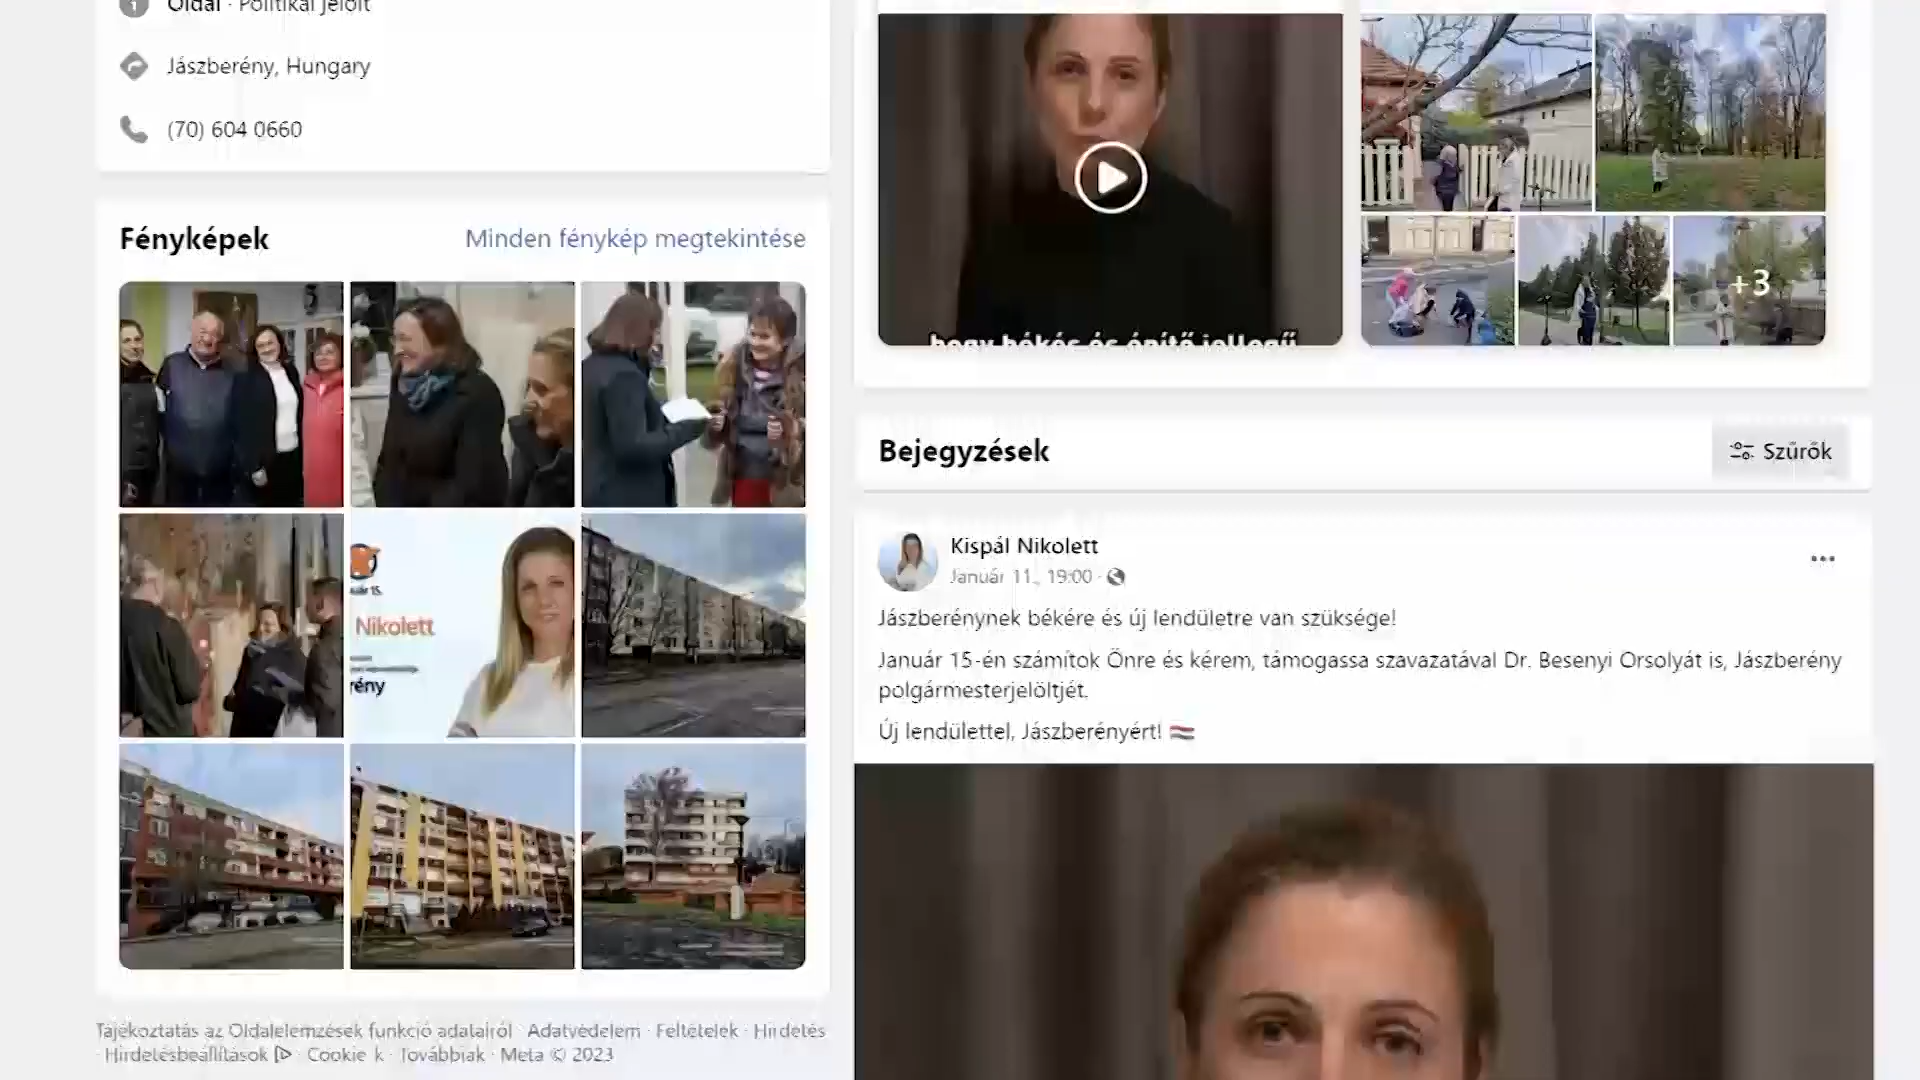 Oldal · Politikai jelölt
Jászberény, Hungary
(70) 604 0660
Fényképek
Minden fénykép megtekintése
Nikolett
rény
Tájékoztatás az Oldalelemzések funkció adatairól · Adatvédelem · Feltételek · Hirdetés
· Hirdetésbeállítások · Cookie-k · Továbbiak · Meta © 2023
hogy békés és építő jellegű
+3
Bejegyzések
Szűrők
Kispál Nikolett
Január 11., 19:00 ·
Jászberénynek békére és új lendületre van szüksége!
Január 15-én számítok Önre és kérem, támogassa szavazatával Dr. Besenyi Orsolyát is, Jászberény
polgármesterjelöltjét.
Új lendülettel, Jászberényért!